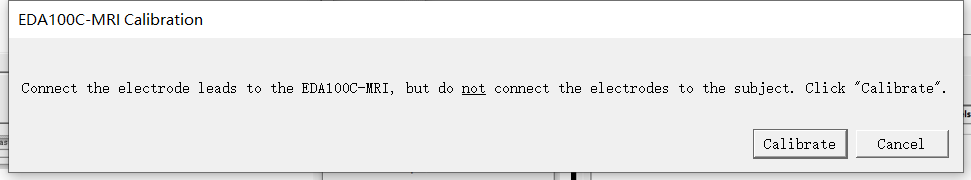 EDA100C-MRI Calibration
Connect the electrode leads to the EDA100C-MRI, but do not connect the electrodes to the subject. Click "Calibrate".
Calibrate Cancel